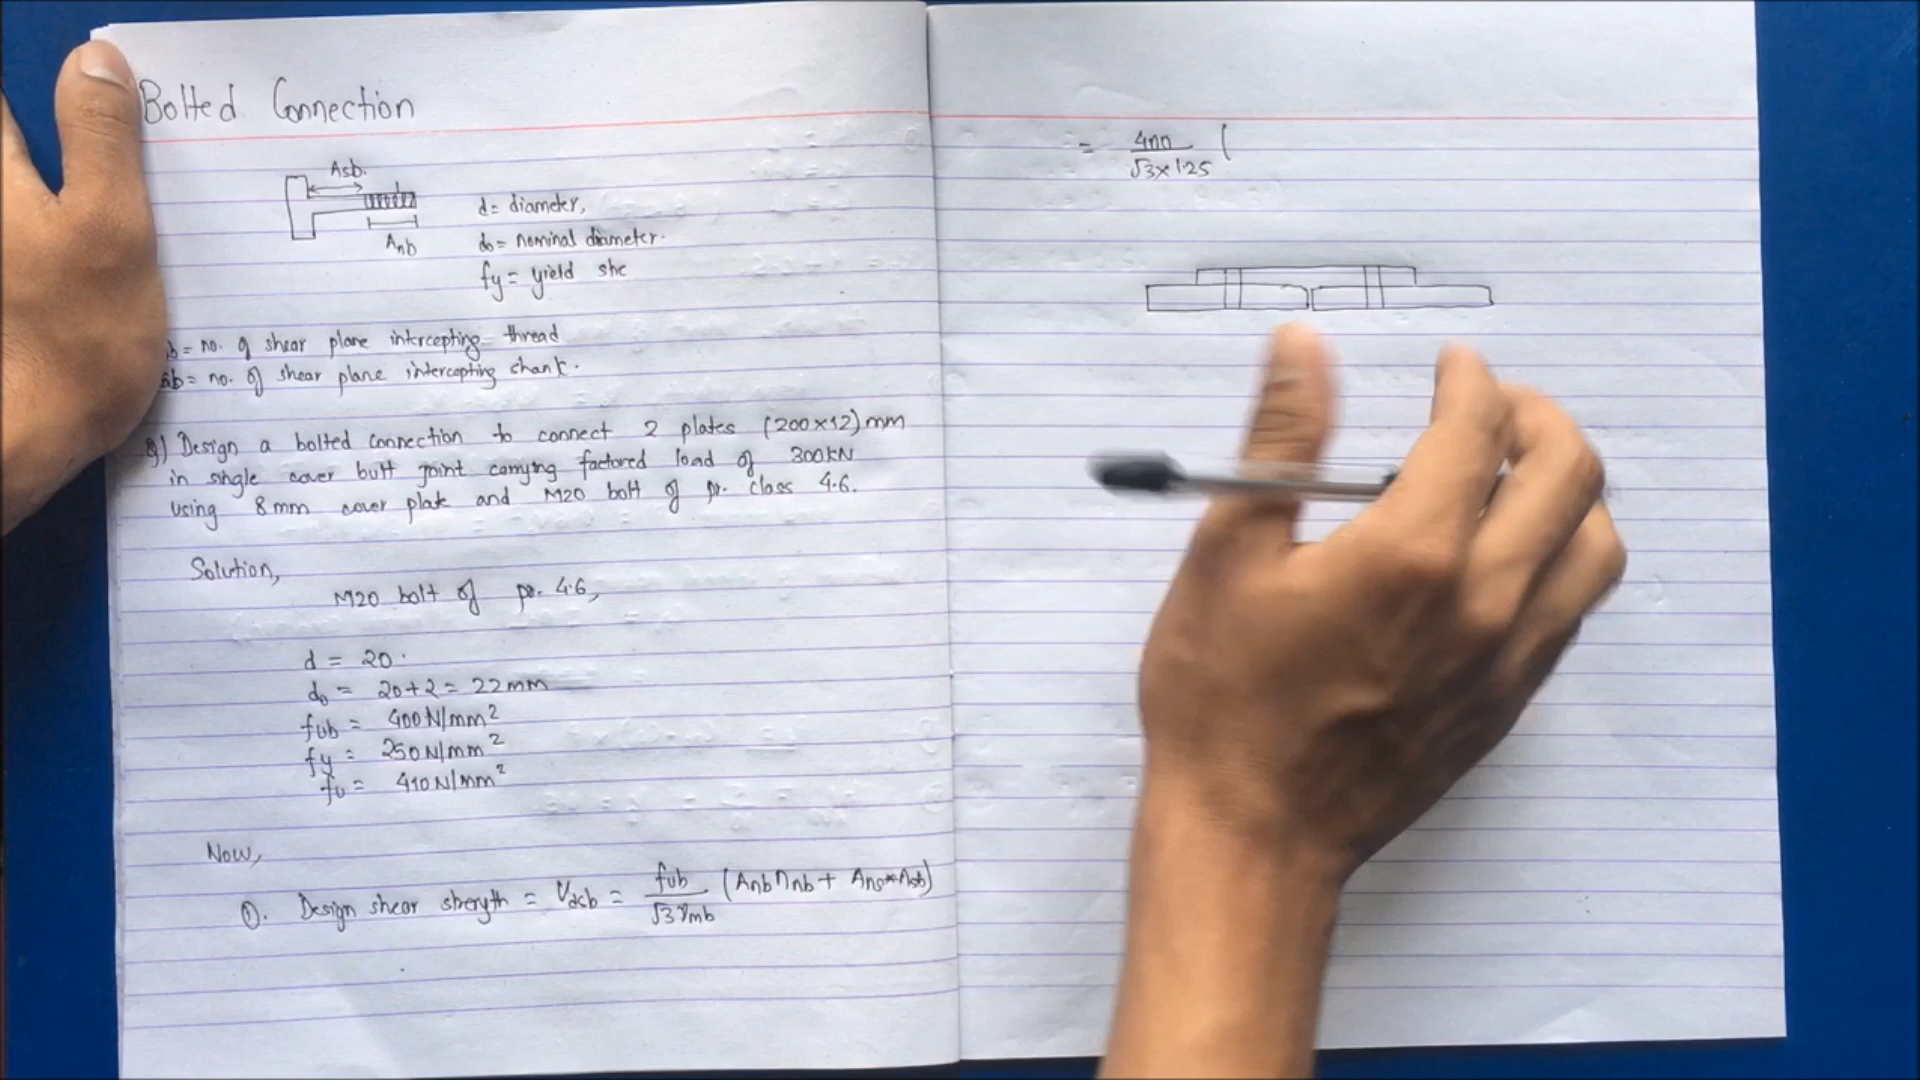 Bolted Connection
Asb.
Anb
d = diameter,
do = nominal diameter.
fy = yield stre
b = no. of shear plane intercepting thread
sb = no. of shear plane intercepting shank.
Q) Design a bolted connection to connect 2 plates (200×12)mm
in single cover butt joint carrying factored load of 300kN
using 8mm cover plate and M20 bolt of pr. class 4.6.
Solution,
M20 bolt of pr. 4.6,
d = 20.
do = 20+2 = 22mm
fub = 400N/mm²
fy = 250N/mm²
fu = 410N/mm²
Now,
①. Design shear strength = Vdsb = fub/√3γmb (Anb nnb + Ans*nsb)
= 400/√3×1.25 (